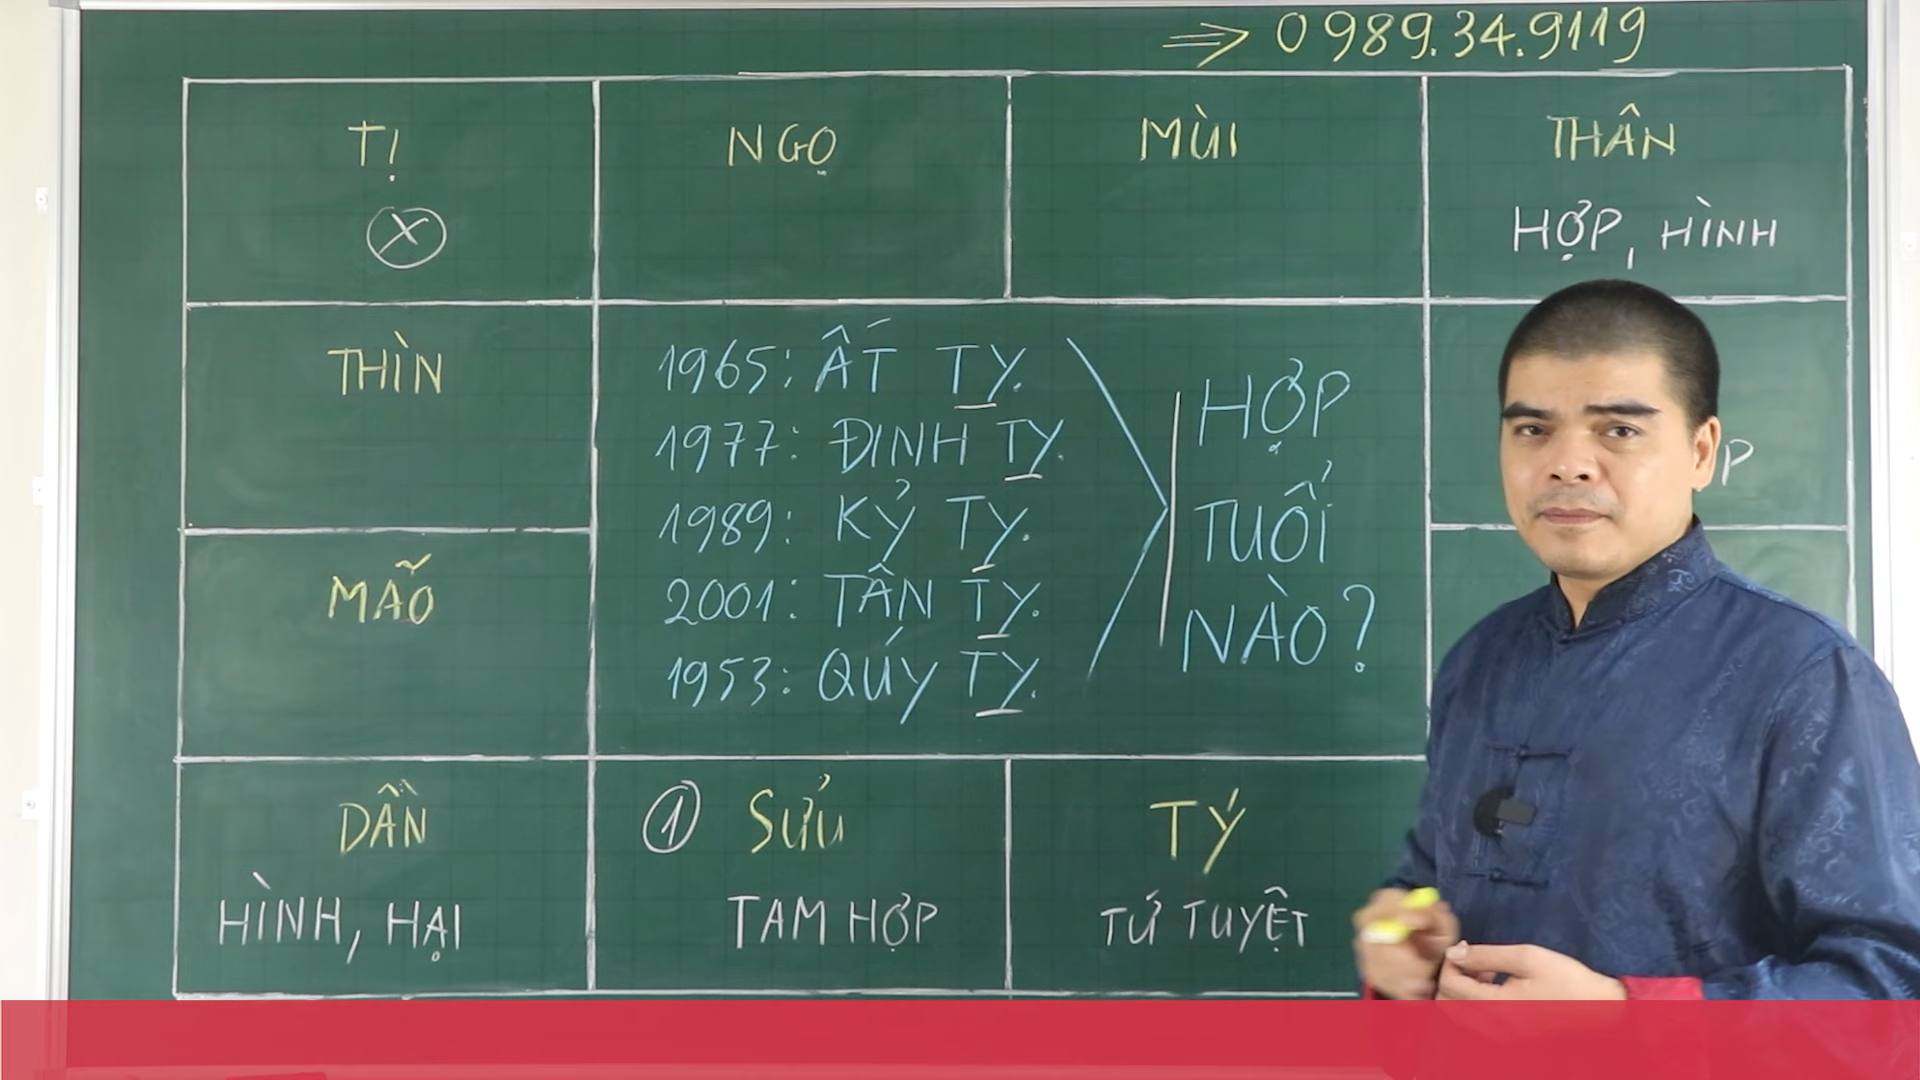 ⇒ 0989.34.9119
TỊ
NGỌ
MÙI
THÂN
HỢP, HÌNH
THÌN
1965: ẤT TỴ.
1977: ĐINH TỴ.
1989: KỶ TỴ.
2001: TÂN TỴ.
1953: QUÝ TỴ.
HỢP
TUỔI
NÀO?
MÃO
DẦN
HÌNH, HẠI
① SỬU
TAM HỢP
TÝ
TỨ TUYỆT